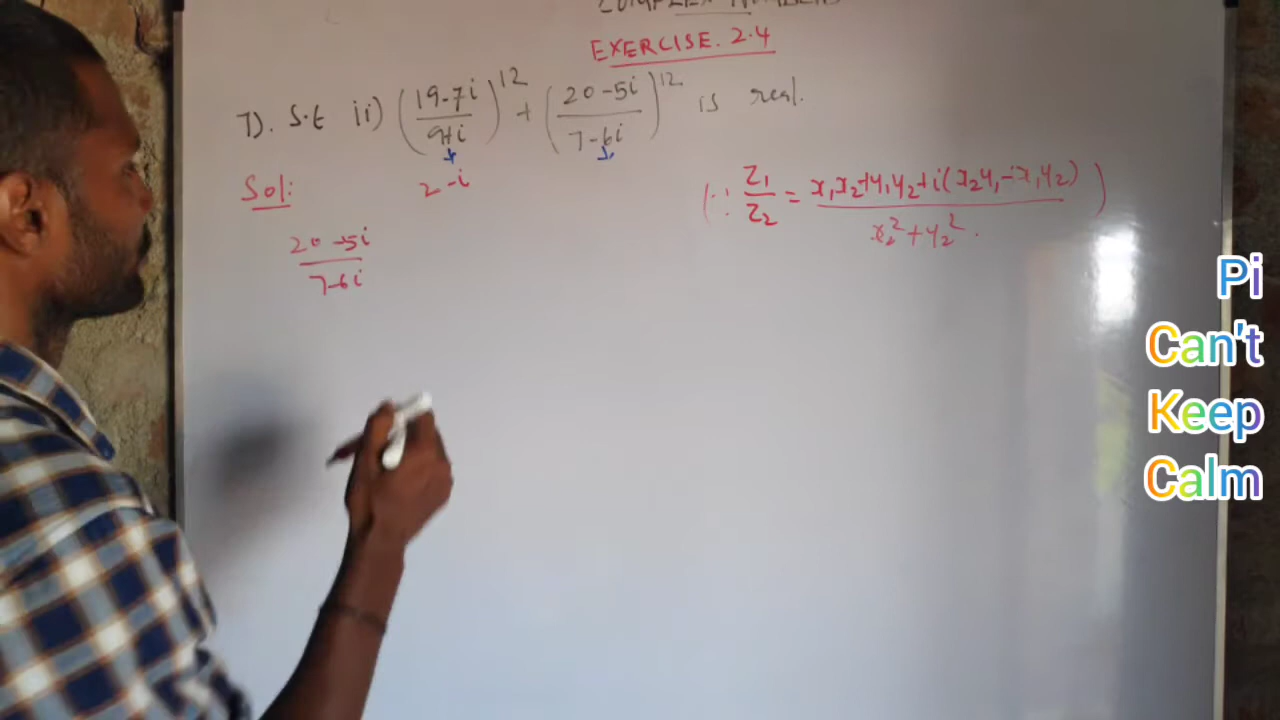 COMPLEX NUMBERS
EXERCISE. 2.4
7). S.t ii) ((19-7i)/(9+i))^12 + ((20-5i)/(7-6i))^12 is real.
Sol:
2-i
(∵ z₁/z₂ = (x₁x₂+y₁y₂+i(x₂y₁-x₁y₂))/(x₂²+y₂²).)
(20-5i)/(7-6i)
Pi
Can't
Keep
Calm